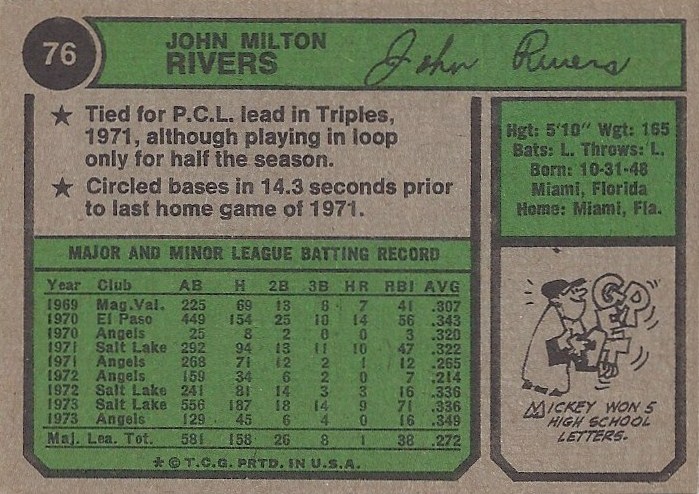 76
JOHN MILTON
RIVERS
John Rivers
★ Tied for P.C.L. lead in Triples,
1971, although playing in loop
only for half the season.
★ Circled bases in 14.3 seconds prior
to last home game of 1971.
Hgt: 5'10" Wgt: 165
Bats: L. Throws: L.
Born: 10-31-48
Miami, Florida
Home: Miami, Fla.
MAJOR AND MINOR LEAGUE BATTING RECORD
Year Club AB H 2B 3B HR RBI AVG
1969 Mag.Val. 225 69 13 8 7 41 .307
1970 El Paso 449 154 25 10 14 56 .343
1970 Angels 25 8 2 0 0 3 .320
1971 Salt Lake 292 94 13 11 10 47 .322
1971 Angels 268 71 12 2 1 12 .265
1972 Angels 159 34 6 2 0 7 .214
1972 Salt Lake 241 81 14 3 3 16 .336
1973 Salt Lake 556 187 18 14 9 71 .336
1973 Angels 129 45 6 4 0 16 .349
Maj. Lea. Tot. 581 158 26 8 1 38 .272
★ © T.C.G. PRTD. IN U.S.A.
MICKEY WON 5
HIGH SCHOOL
LETTERS.